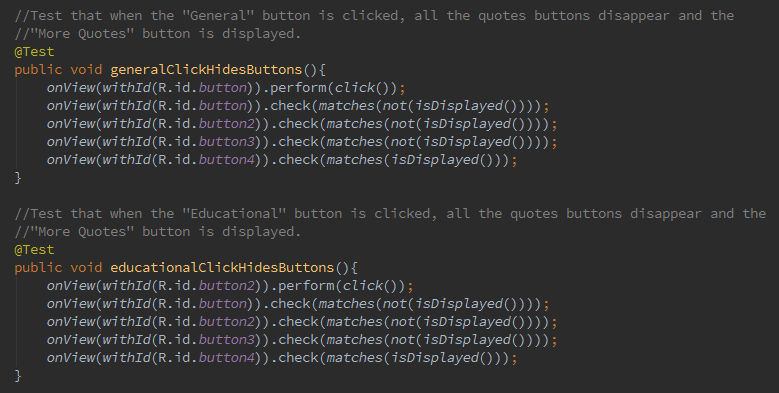 //Test that when the "General" button is clicked, all the quotes buttons disappear and the
//"More Quotes" button is displayed.
@Test
public void generalClickHidesButtons(){
    onView(withId(R.id.button)).perform(click());
    onView(withId(R.id.button)).check(matches(not(isDisplayed())));
    onView(withId(R.id.button2)).check(matches(not(isDisplayed())));
    onView(withId(R.id.button3)).check(matches(not(isDisplayed())));
    onView(withId(R.id.button4)).check(matches(isDisplayed()));
}
//Test that when the "Educational" button is clicked, all the quotes buttons disappear and the
//"More Quotes" button is displayed.
@Test
public void educationalClickHidesButtons(){
    onView(withId(R.id.button2)).perform(click());
    onView(withId(R.id.button)).check(matches(not(isDisplayed())));
    onView(withId(R.id.button2)).check(matches(not(isDisplayed())));
    onView(withId(R.id.button3)).check(matches(not(isDisplayed())));
    onView(withId(R.id.button4)).check(matches(isDisplayed()));
}